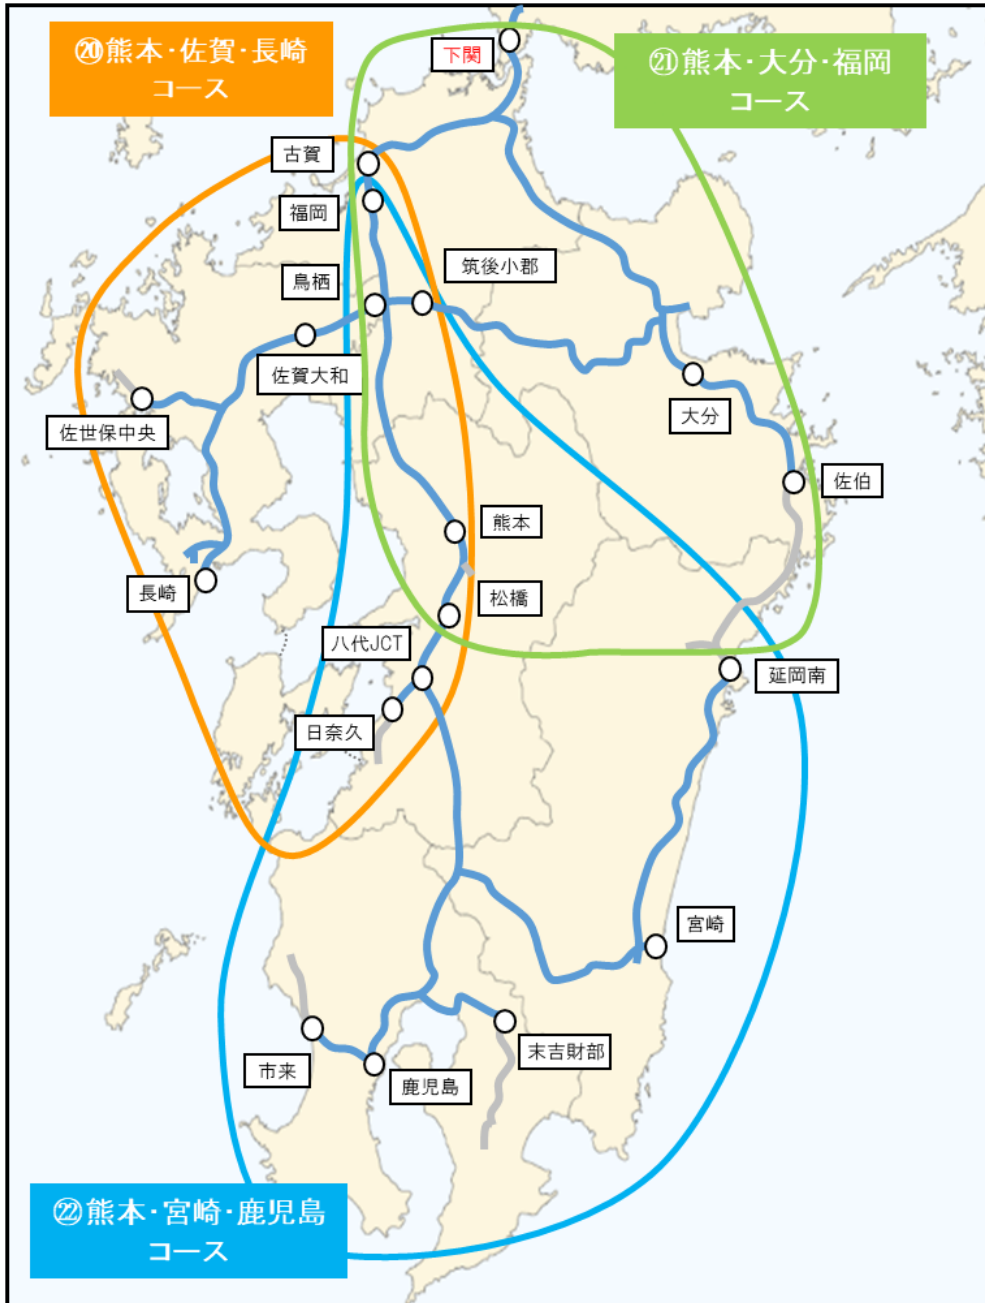 ⑳熊本・佐賀・長崎
コース
下関
㉑熊本・大分・福岡
コース
古賀
福岡
筑後小郡
鳥栖
佐賀大和
大分
佐世保中央
佐伯
熊本
長崎
松橋
八代JCT
延岡南
日奈久
宮崎
末吉財部
市来
鹿児島
㉒熊本・宮崎・鹿児島
コース